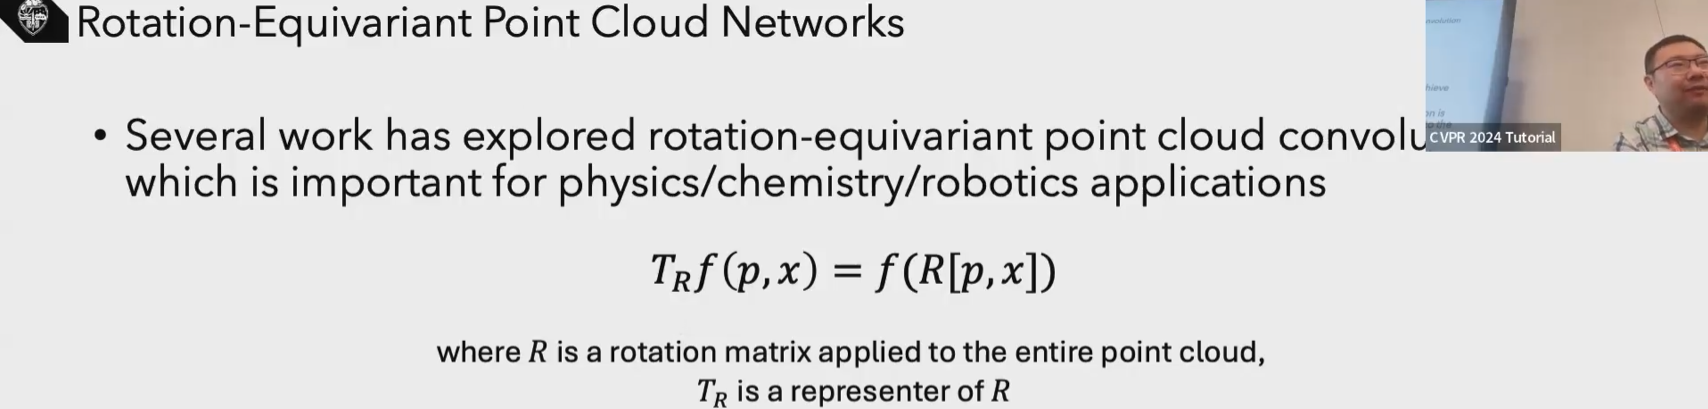 Rotation-Equivariant Point Cloud Networks
• Several work has explored rotation-equivariant point cloud convolu
which is important for physics/chemistry/robotics applications
CVPR 2024 Tutorial
T_R f(p, x) = f(R[p, x])
where R is a rotation matrix applied to the entire point cloud,
T_R is a representer of R